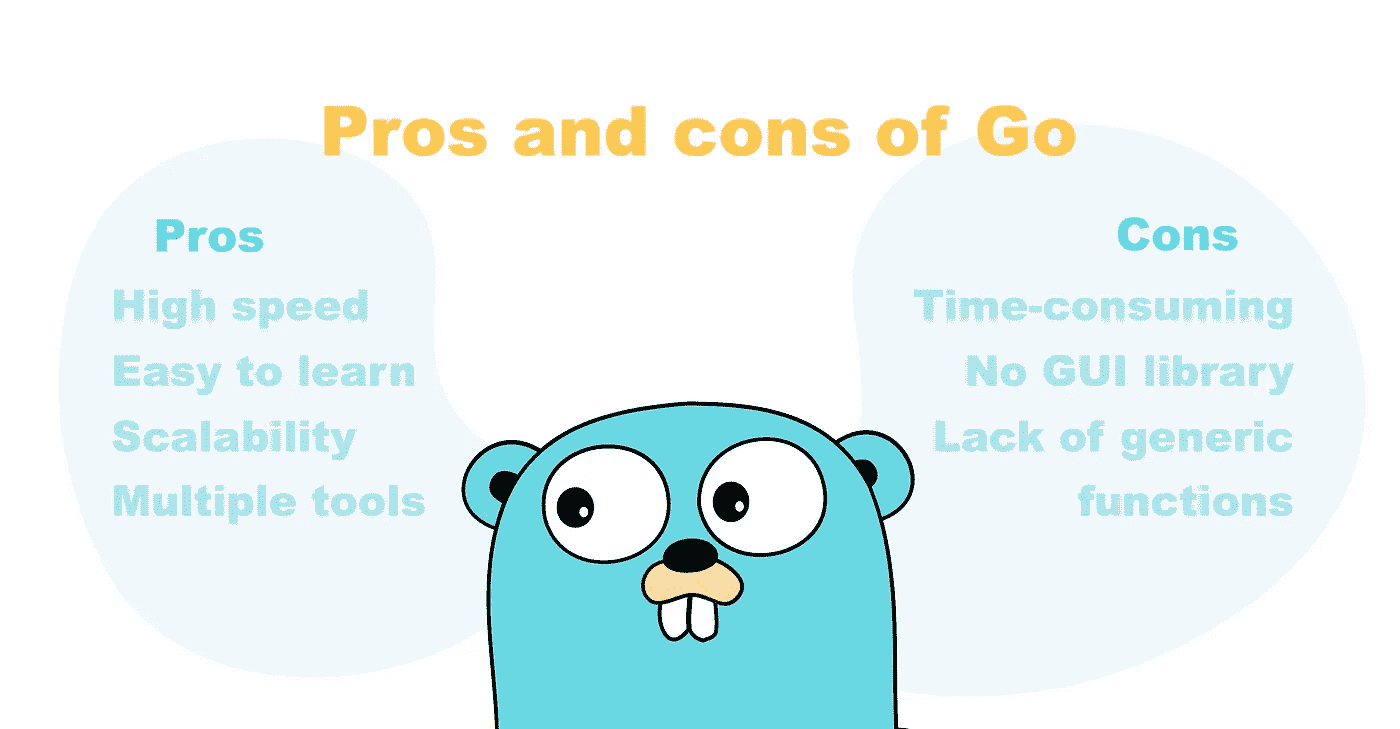 Pros and cons of Go
Pros
High speed
Easy to learn
Scalability
Multiple tools
Cons
Time-consuming
No GUI library
Lack of generic
functions